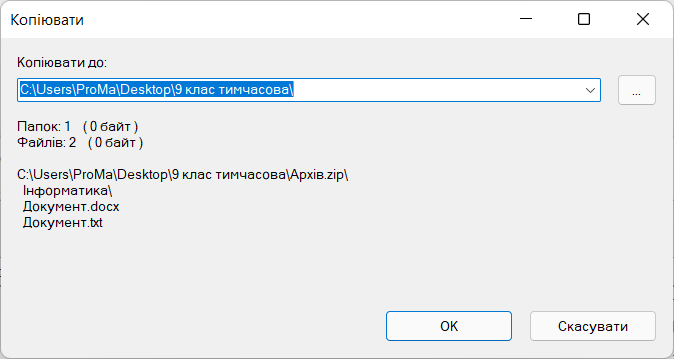 Копіювати
Копіювати до:
C:\Users\ProMa\Desktop\9 клас тимчасова\
...
Папок: 1 ( 0 байт )
Файлів: 2 ( 0 байт )
C:\Users\ProMa\Desktop\9 клас тимчасова\Архів.zip\
Інформатика\
Документ.docx
Документ.txt
OK
Скасувати